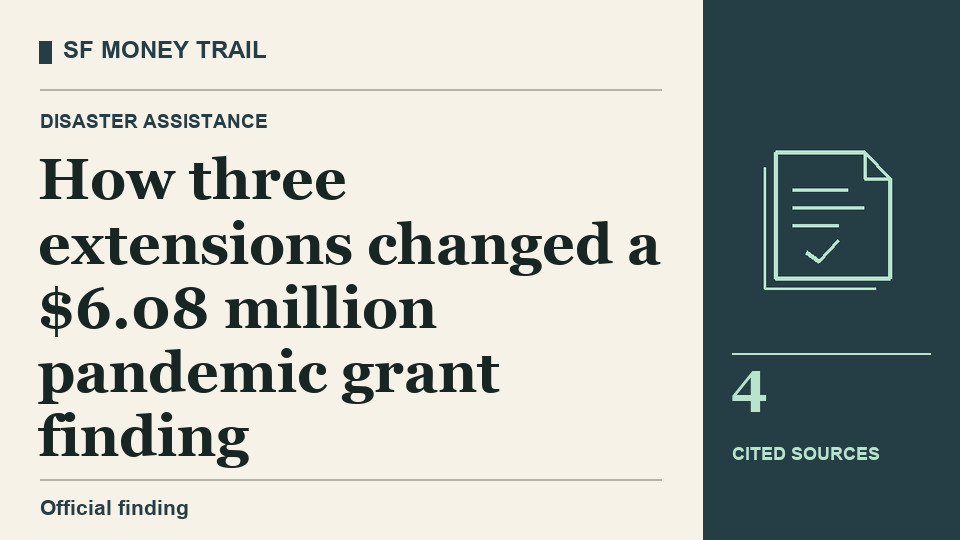 SF MONEY TRAIL
DISASTER ASSISTANCE
How three
extensions changed a
$6.08 million
pandemic grant
finding
Official finding
4
CITED SOURCES